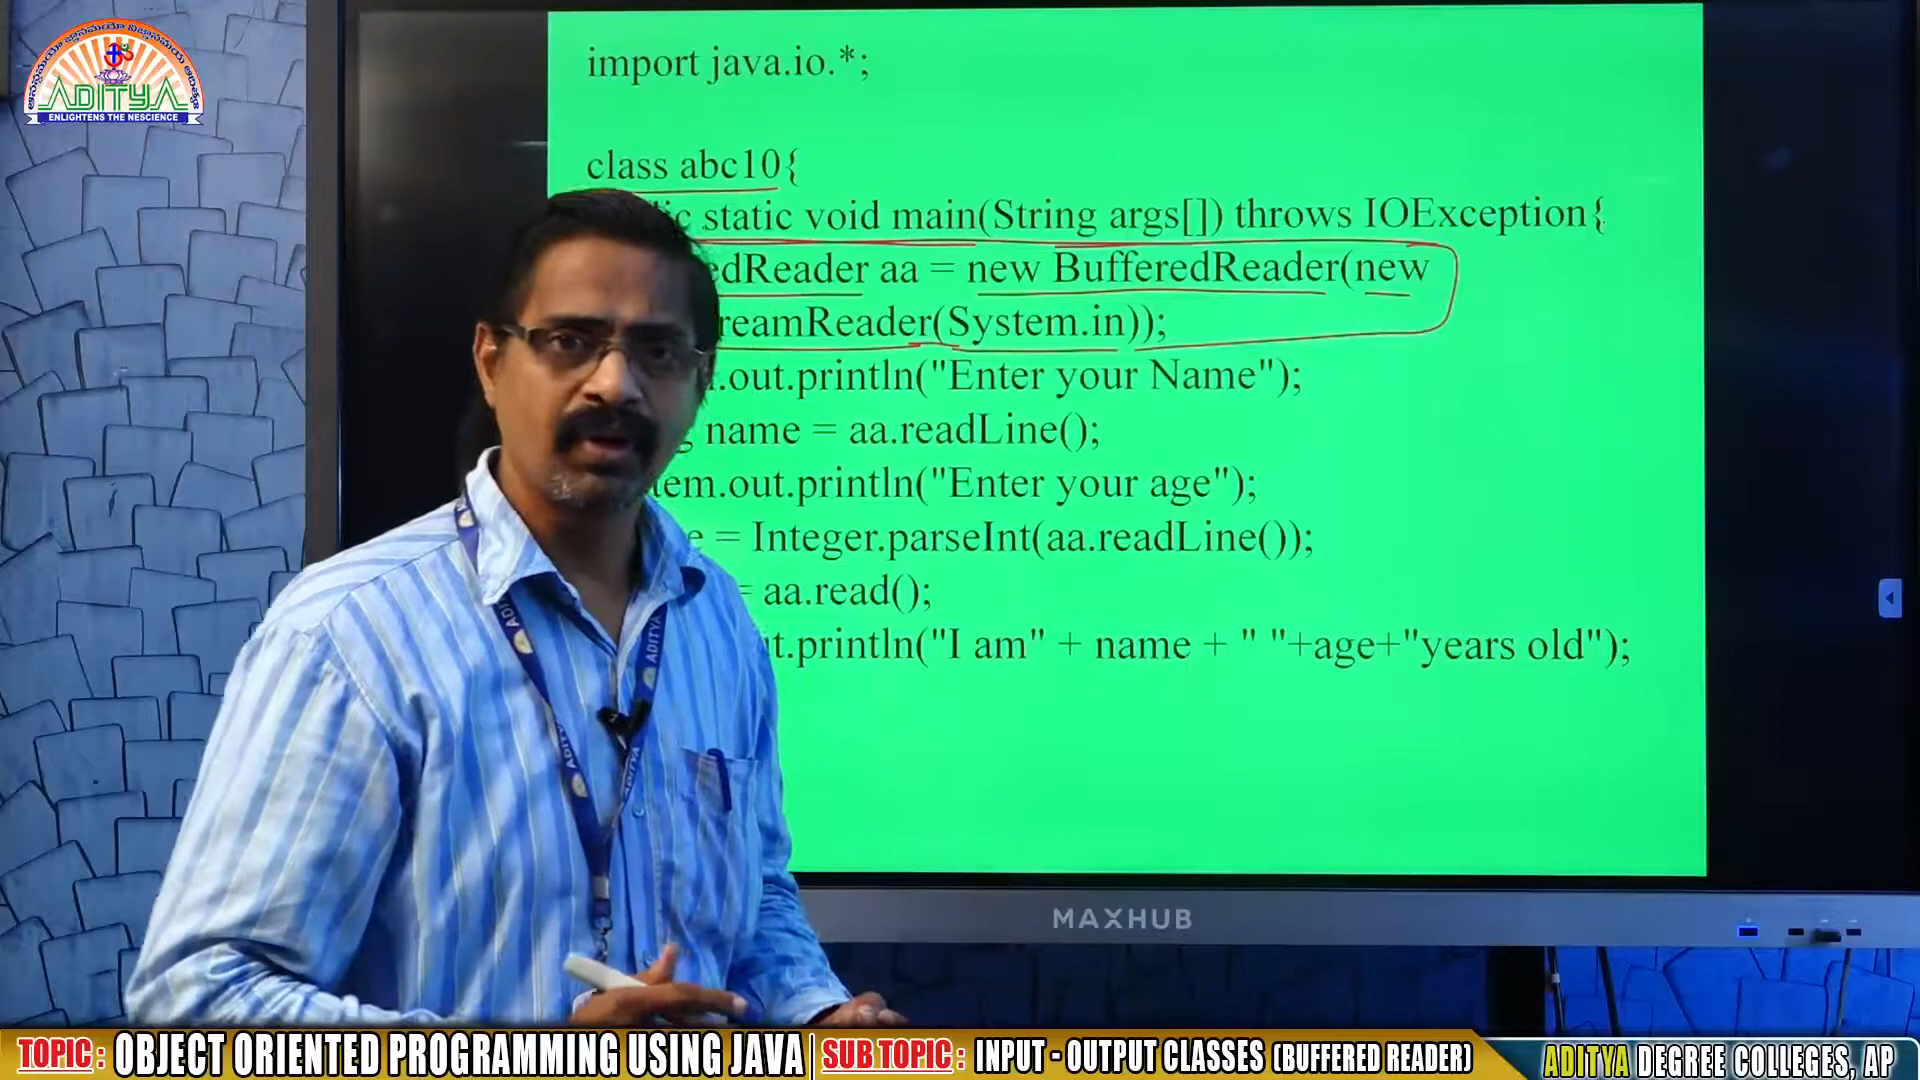 ADITYA
ENLIGHTENS THE NESCIENCE
import java.io.*;
class abc10{
static void main(String args[]) throws IOException{
aa = new BufferedReader(new
(System.in));
.out.println("Enter your Name");
name = aa.readLine();
.out.println("Enter your age");
= Integer.parseInt(aa.readLine());
= aa.read();
.println("I am" + name + " "+age+"years old");
ADITYA
ADITYA
MAXHUB
TOPIC : OBJECT ORIENTED PROGRAMMING USING JAVA | SUB TOPIC : INPUT - OUTPUT CLASSES (BUFFERED READER)
ADITYA DEGREE COLLEGES, AP